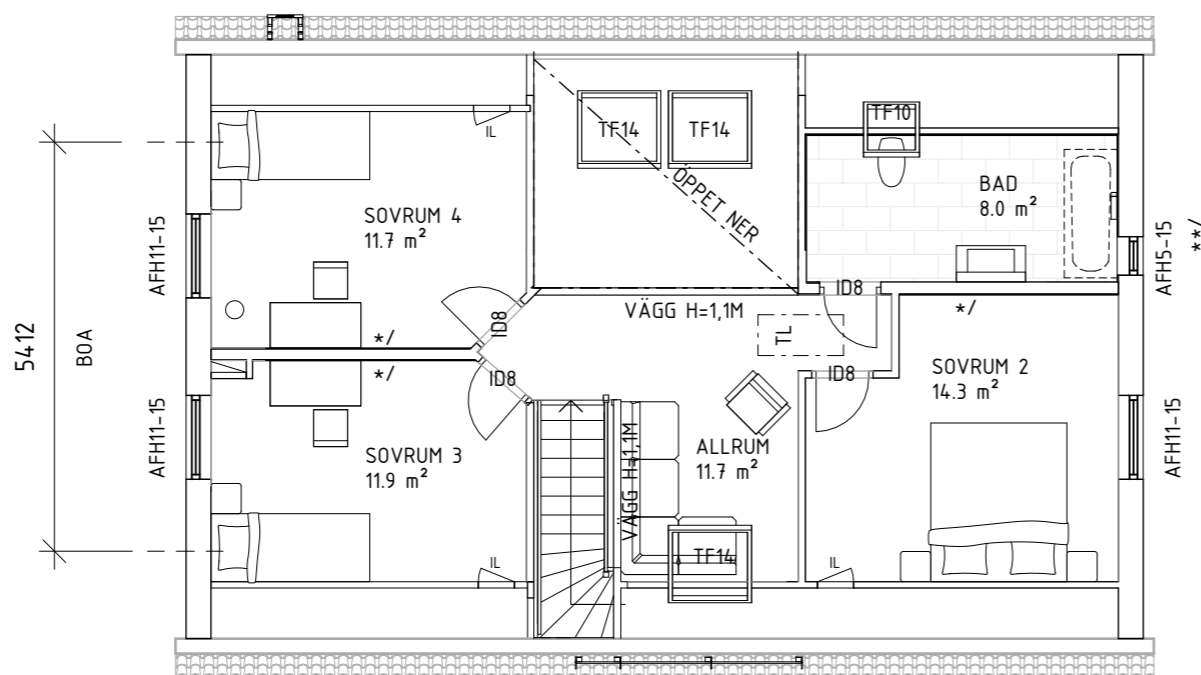 TF14
TF14
TF10
IL
ÖPPET NER
BAD
8.0 m²
SOVRUM 4
11.7 m²
AFH11-15
AFH5-15
**/
5412
BOA
ID8
VÄGG H=1,1M
ID8
*/
*/
*/
TL
ID8
ID8
SOVRUM 2
14.3 m²
AFH11-15
SOVRUM 3
11.9 m²
VÄGG H=1,1M
ALLRUM
11.7 m²
AFH11-15
TF14
IL
IL